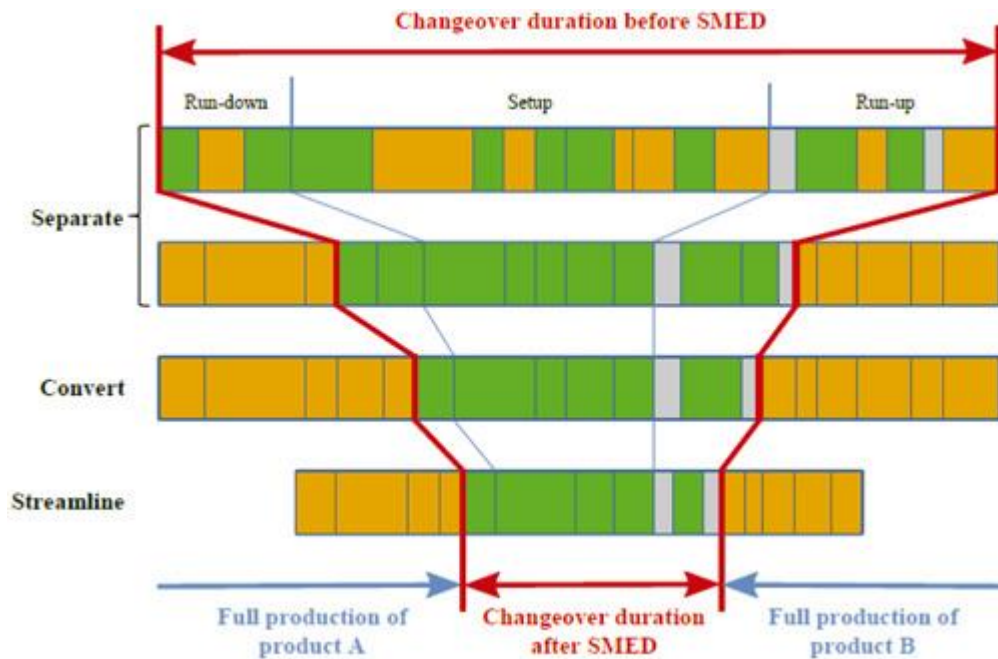 Changeover duration before SMED
Run-down
Setup
Run-up
Separate
Convert
Streamline
Full production of
product A
Changeover duration
after SMED
Full production of
product B